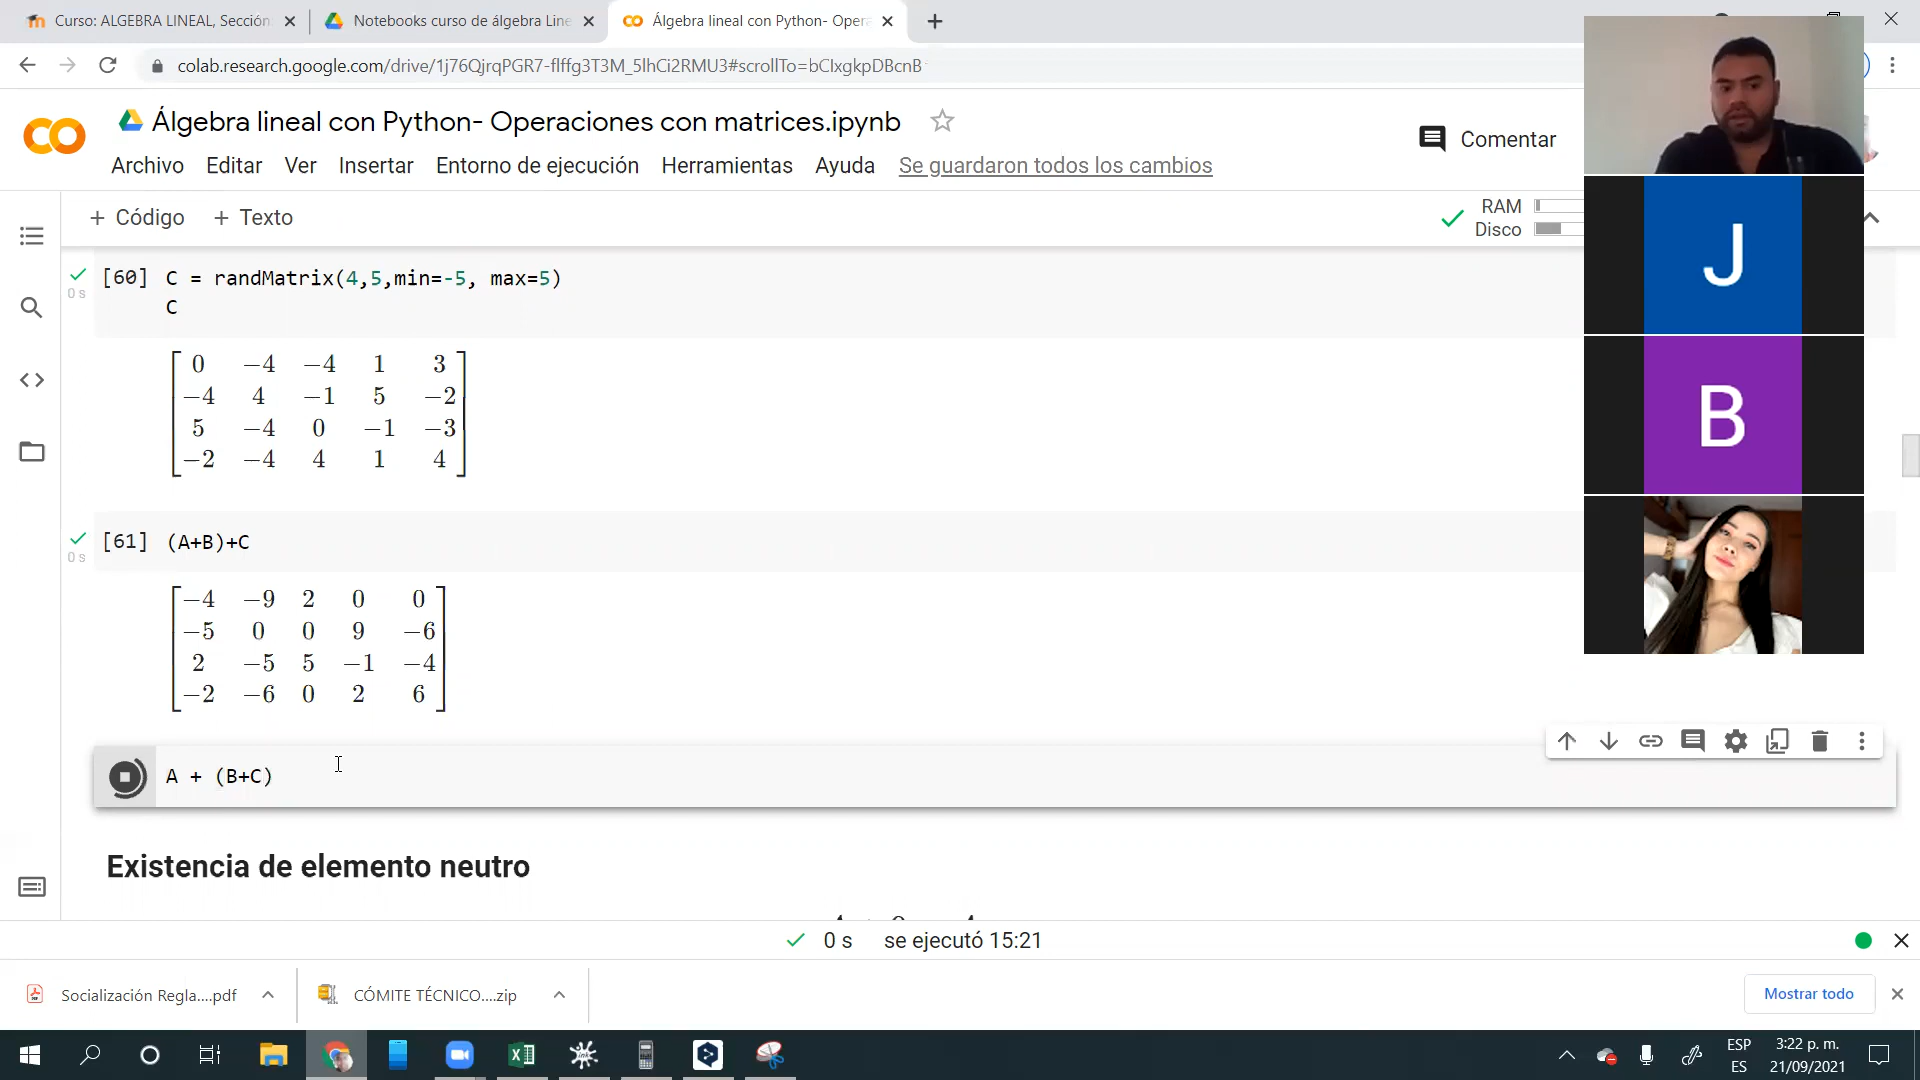 Curso: ALGEBRA LINEAL, Sección
Notebooks curso de álgebra Line
Álgebra lineal con Python- Opera
colab.research.google.com/drive/1j76QjrqPGR7-flffg3T3M_5lhCi2RMU3#scrollTo=bCIxgkpDBcnB
Álgebra lineal con Python- Operaciones con matrices.ipynb
Comentar
Archivo Editar Ver Insertar Entorno de ejecución Herramientas Ayuda Se guardaron todos los cambios
+ Código + Texto
RAM
Disco
[60] C = randMatrix(4,5,min=-5, max=5)
C
0 s
0 −4 −4 1 3
−4 4 −1 5 −2
5 −4 0 −1 −3
−2 −4 4 1 4
[61] (A+B)+C
0 s
−4 −9 2 0 0
−5 0 0 9 −6
2 −5 5 −1 −4
−2 −6 0 2 6
A + (B+C)
Existencia de elemento neutro
0 s se ejecutó 15:21
J
B
Socialización Regla....pdf
CÓMITE TÉCNICO....zip
Mostrar todo
ESP
ES
3:22 p. m.
21/09/2021